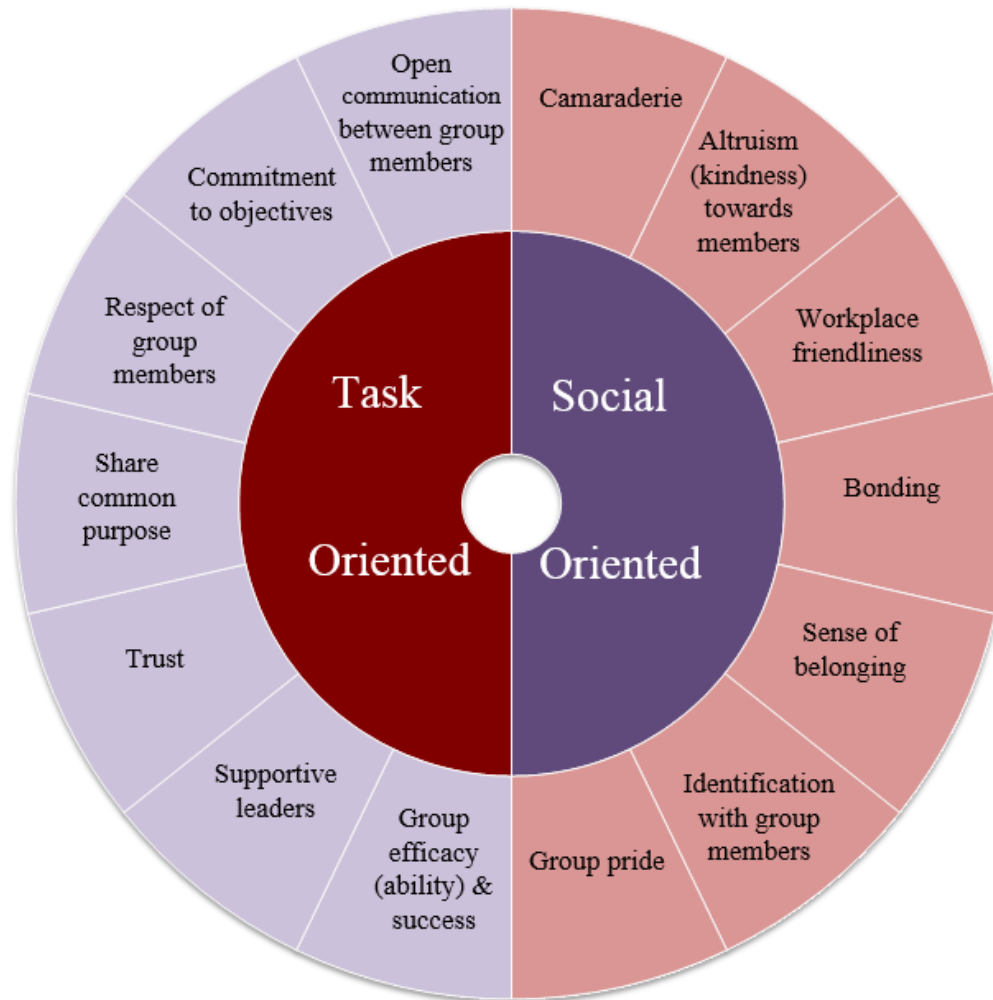 Open
communication
between group
members
Camaraderie
Altruism
(kindness)
towards
members
Workplace
friendliness
Bonding
Sense of
belonging
Identification
with group
members
Group pride
Group
efficacy
(ability) &
success
Supportive
leaders
Trust
Share
common
purpose
Respect of
group
members
Commitment
to objectives
Task
Oriented
Social
Oriented